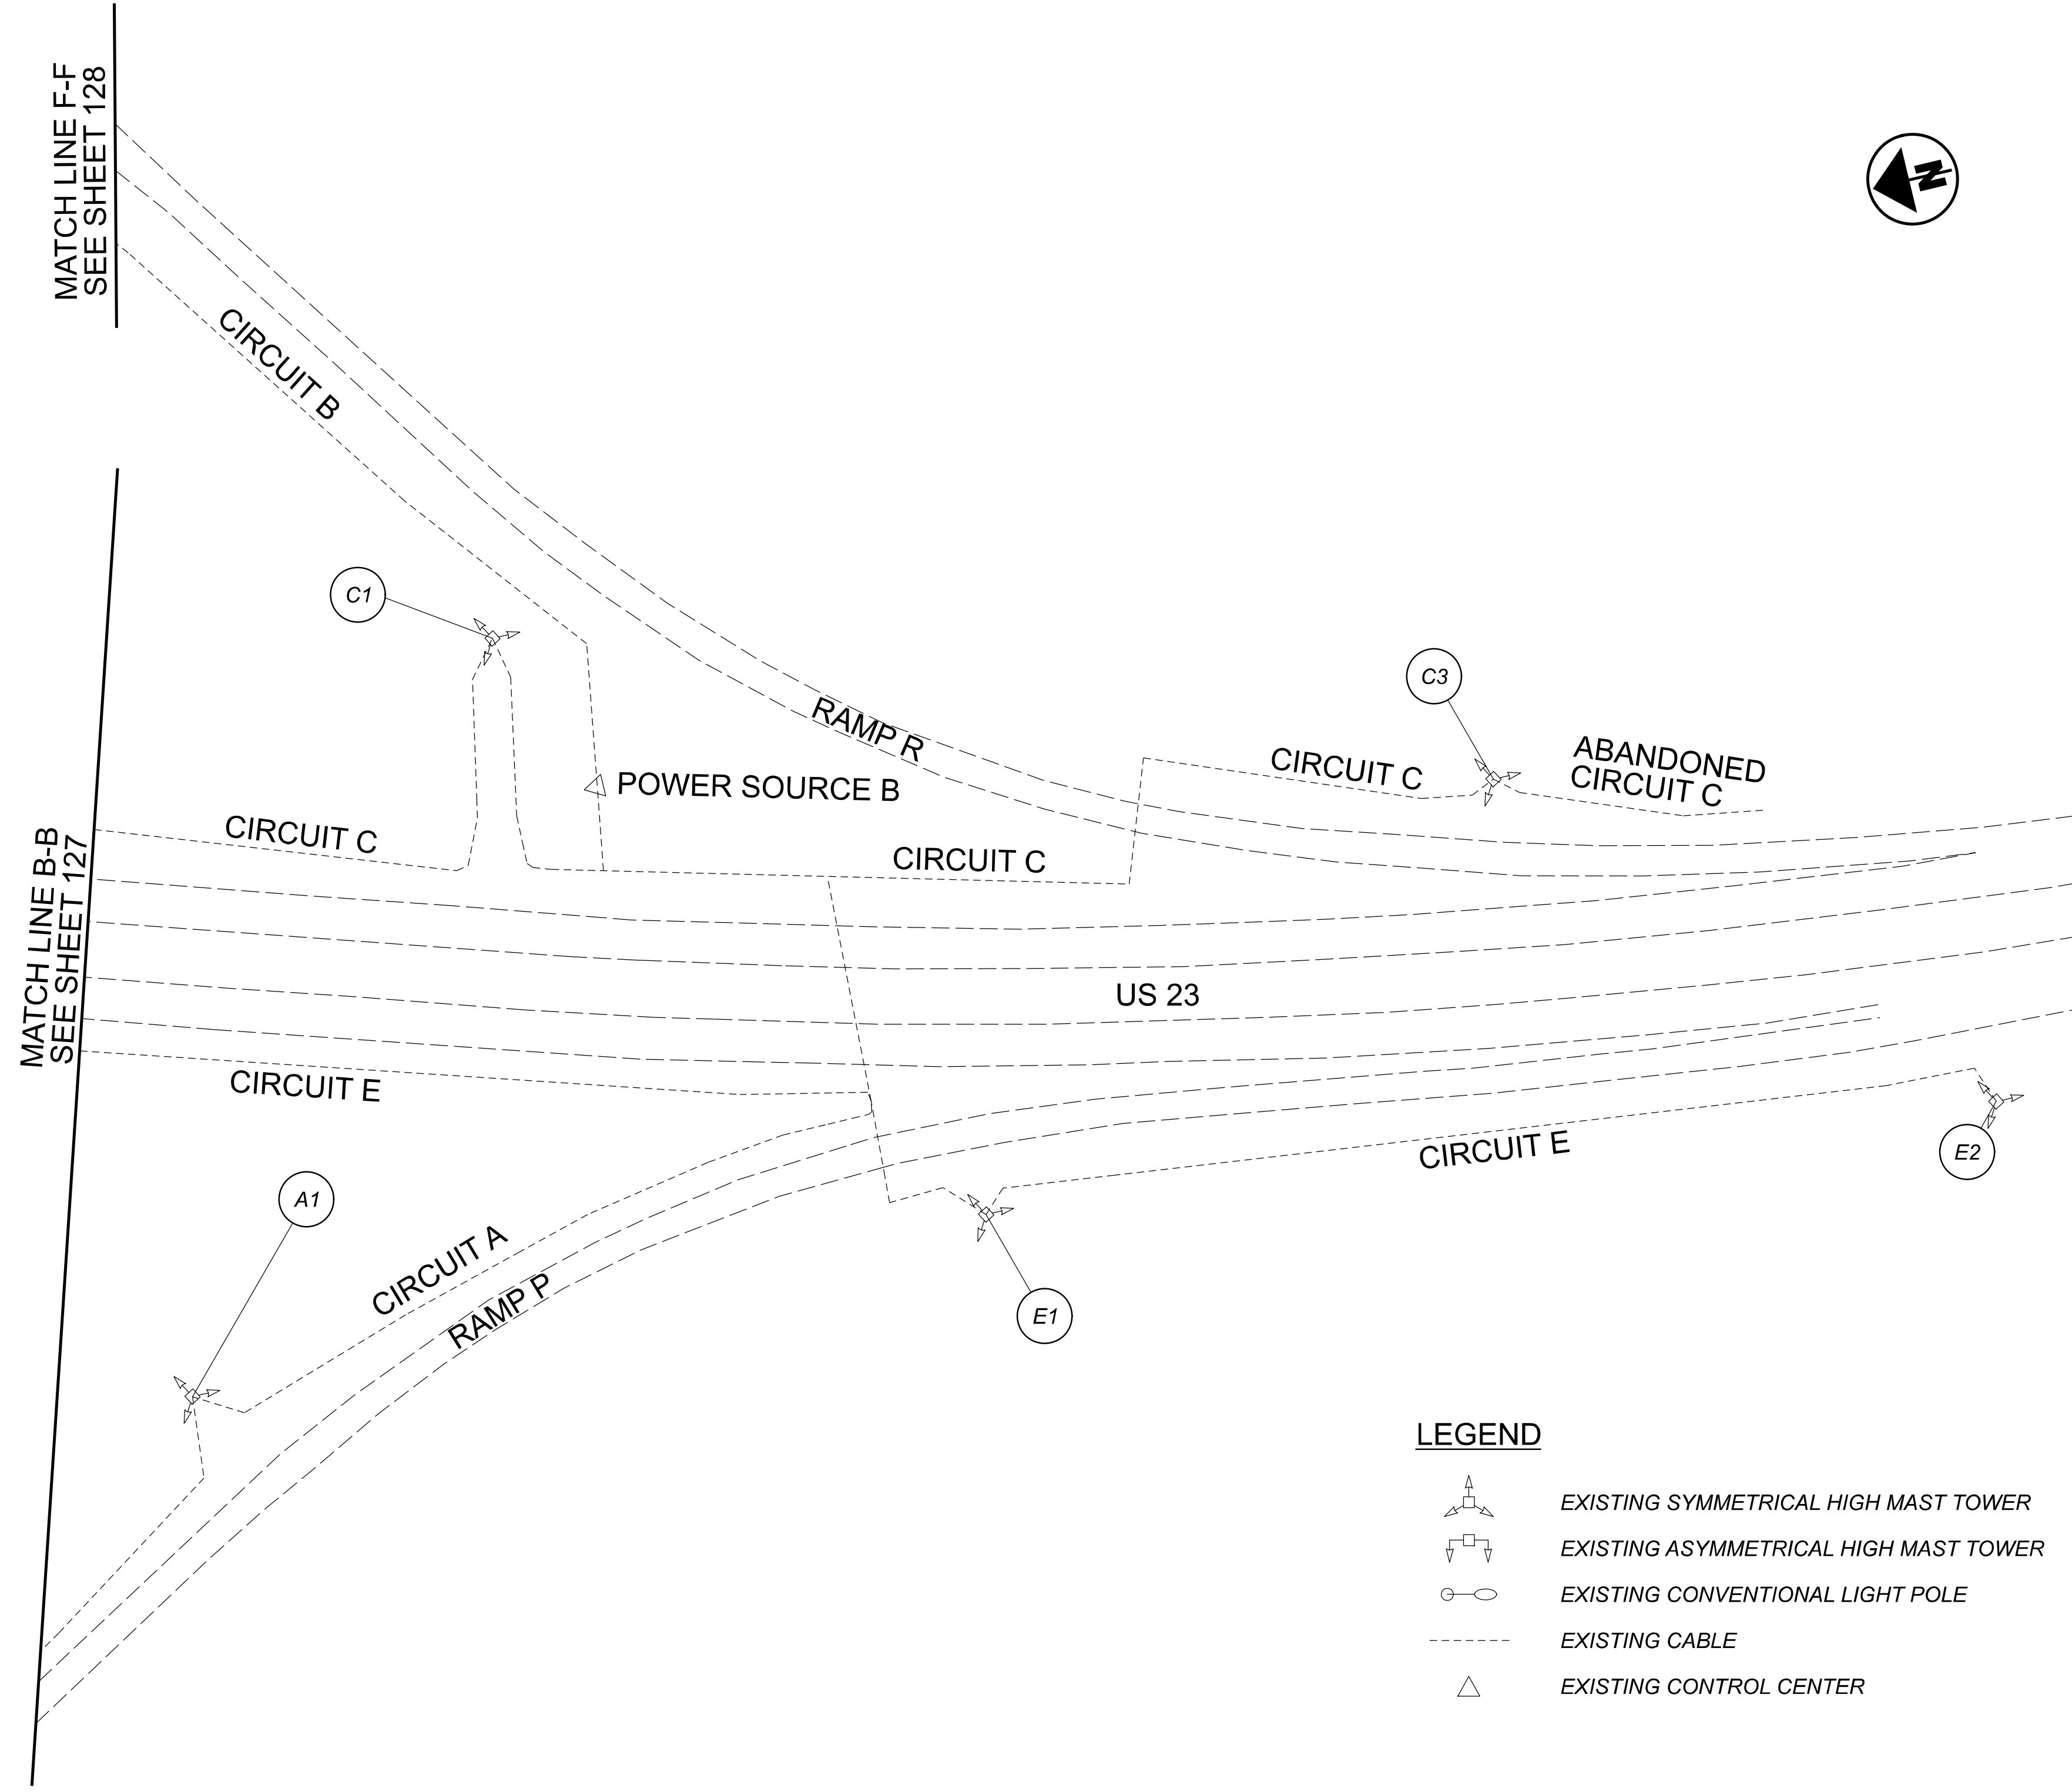 MATCH LINE F-F
SEE SHEET 128
N
CIRCUIT B
C1
C3
RAMP R
POWER SOURCE B
CIRCUIT C
ABANDONED
CIRCUIT C
CIRCUIT C
CIRCUIT C
MATCH LINE B-B
SEE SHEET 127
US 23
CIRCUIT E
CIRCUIT E
E2
A1
CIRCUIT A
RAMP P
E1
LEGEND
EXISTING SYMMETRICAL HIGH MAST TOWER
EXISTING ASYMMETRICAL HIGH MAST TOWER
EXISTING CONVENTIONAL LIGHT POLE
EXISTING CABLE
EXISTING CONTROL CENTER